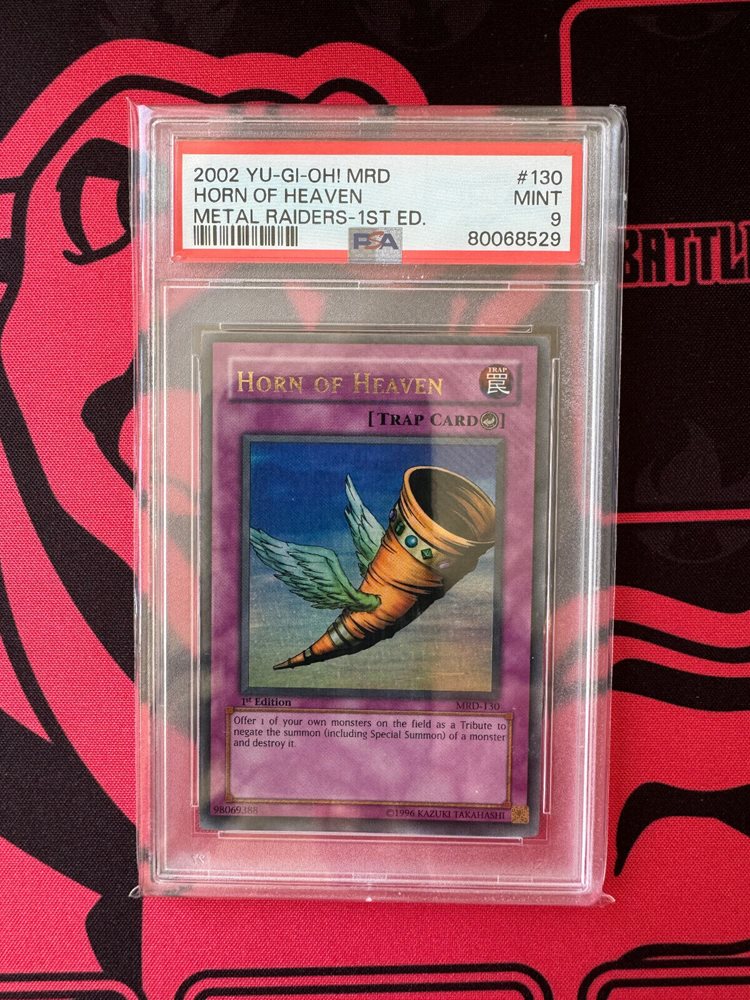 2002 YU-GI-OH! MRD #130
HORN OF HEAVEN MINT
METAL RAIDERS-1ST ED. 9
PSA 80068529
BATTL
HORN OF HEAVEN TRAP 罠
[TRAP CARD]
1st Edition MRD-130
Offer 1 of your own monsters on the field as a Tribute to
negate the summon (including Special Summon) of a monster
and destroy it.
98069388 ©1996 KAZUKI TAKAHASHI